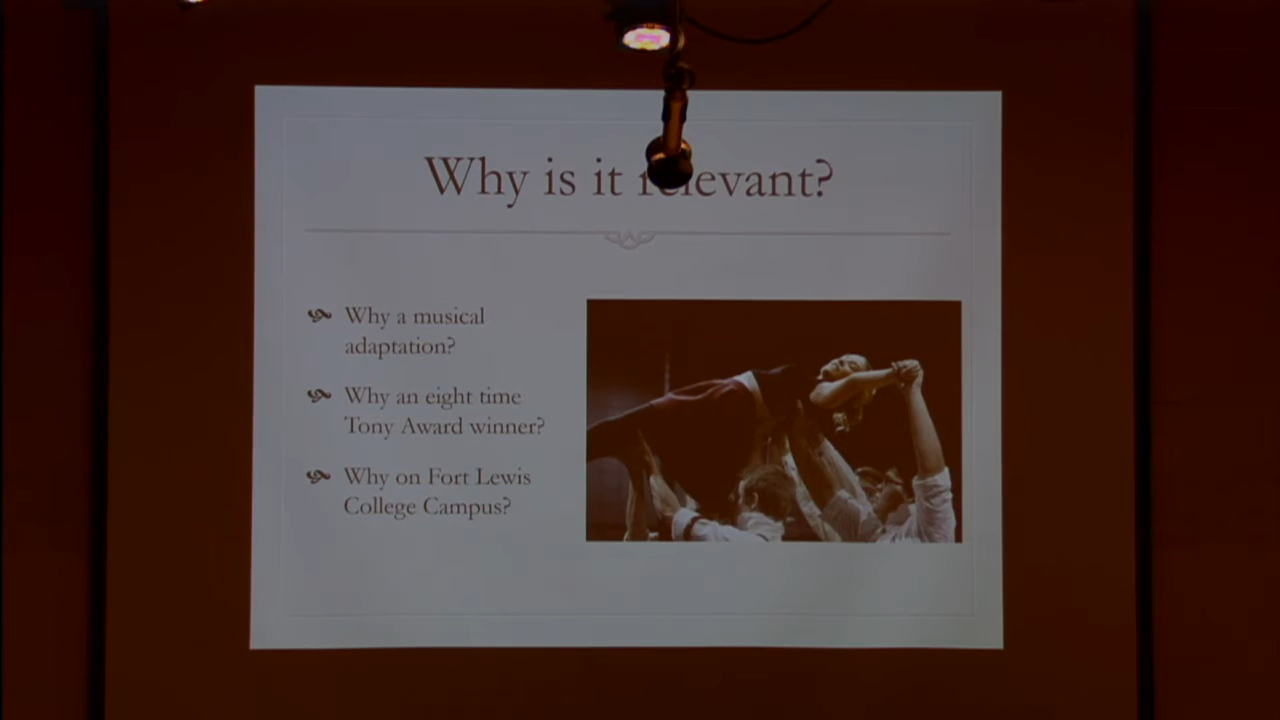 Why is it relevant?
Why a musical
adaptation?
Why an eight time
Tony Award winner?
Why on Fort Lewis
College Campus?